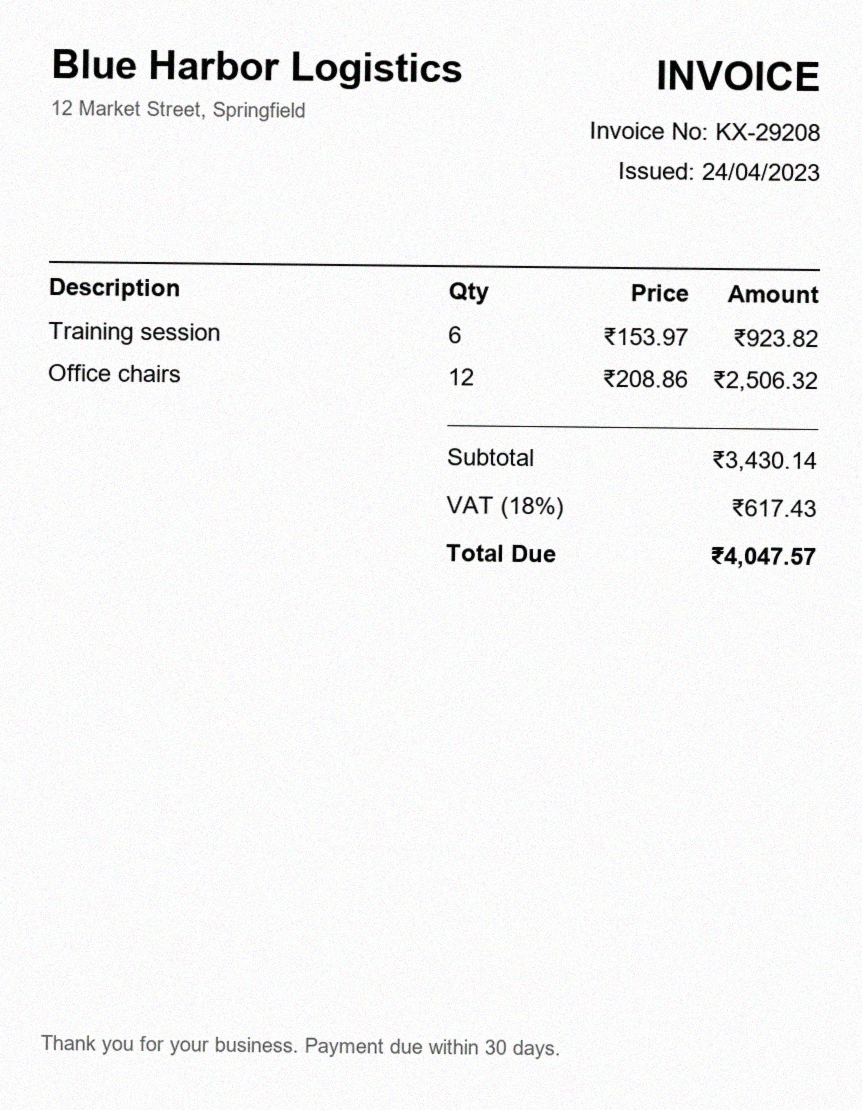 Blue Harbor Logistics
12 Market Street, Springfield
INVOICE
Invoice No: KX-29208
Issued: 24/04/2023
Description Qty Price Amount
Training session 6 ₹153.97 ₹923.82
Office chairs 12 ₹208.86 ₹2,506.32
Subtotal ₹3,430.14
VAT (18%) ₹617.43
Total Due ₹4,047.57
Thank you for your business. Payment due within 30 days.